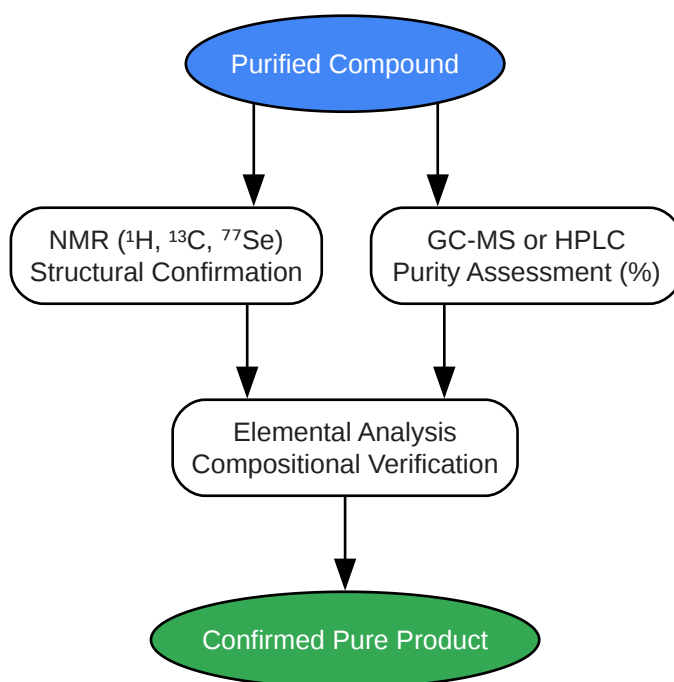 Purified Compound
NMR (¹H, ¹³C, ⁷⁷Se)
Structural Confirmation
GC-MS or HPLC
Purity Assessment (%)
Elemental Analysis
Compositional Verification
Confirmed Pure Product